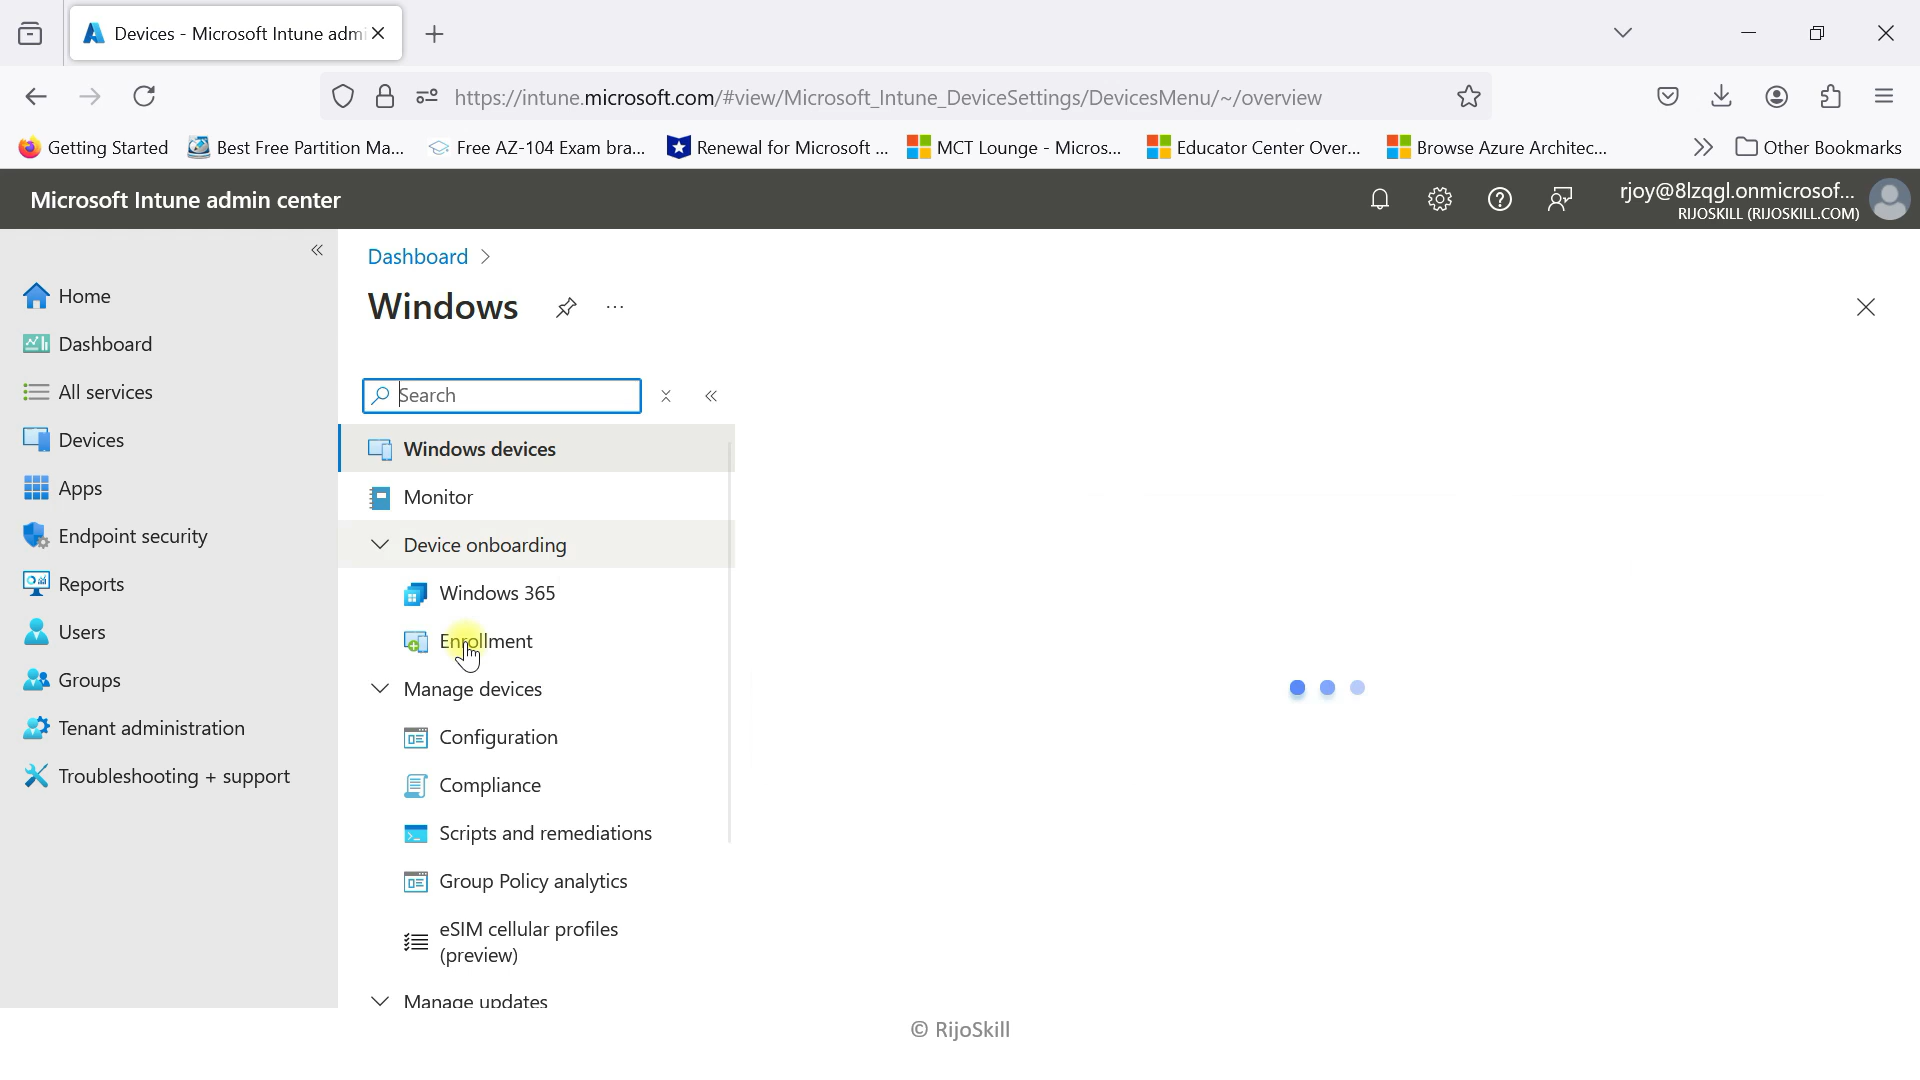 Devices - Microsoft Intune admi
https://intune.microsoft.com/#view/Microsoft_Intune_DeviceSettings/DevicesMenu/~/overview
Getting Started
Best Free Partition Ma...
Free AZ-104 Exam bra...
Renewal for Microsoft ...
MCT Lounge - Micros...
Educator Center Over...
Browse Azure Architec...
Other Bookmarks
Microsoft Intune admin center
rjoy@8lzqgl.onmicrosof...
RIJOSKILL (RIJOSKILL.COM)
Home
Dashboard
All services
Devices
Apps
Endpoint security
Reports
Users
Groups
Tenant administration
Troubleshooting + support
Dashboard
Windows
Search
Windows devices
Monitor
Device onboarding
Windows 365
Enrollment
Manage devices
Configuration
Compliance
Scripts and remediations
Group Policy analytics
eSIM cellular profiles
(preview)
Manage updates
© RijoSkill